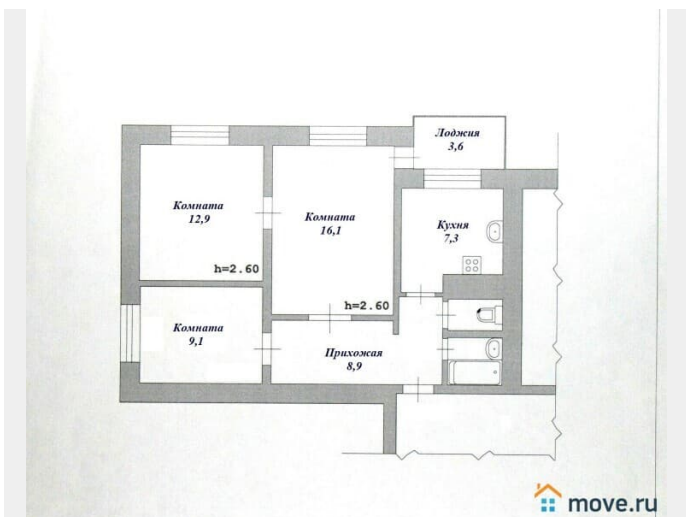 Лоджия
3,6
Комната
12,9
Комната
16,1
Кухня
7,3
h=2.60
h=2.60
Комната
9,1
Прихожая
8,9
move.ru